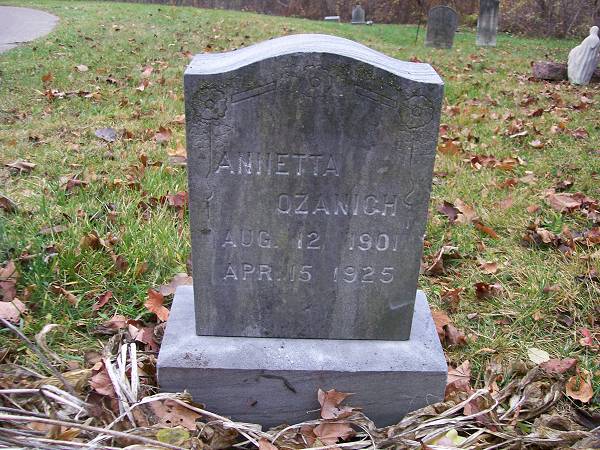 ANNETTA
OZANICH
AUG. 12 1901
APR. 15 1925